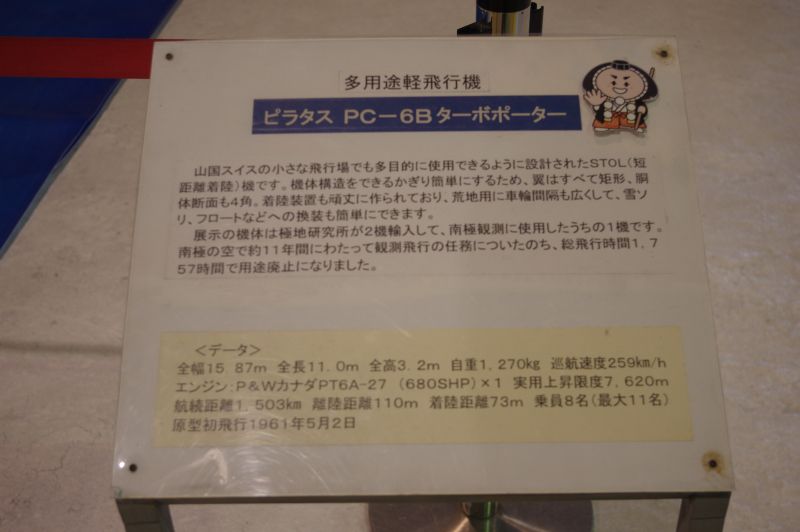 多用途軽飛行機
ピラタス PC－6Bターボポーター
山国スイスの小さな飛行場でも多目的に使用できるように設計されたSTOL（短
距離着陸）機です。機体構造をできるかぎり簡単にするため、翼はすべて矩形、胴
体断面も4角。着陸装置も頑丈に作られており、荒地用に車輪間隔も広くして、雪ソ
リ、フロートなどへの換装も簡単にできます。
展示の機体は極地研究所が2機輸入して、南極観測に使用したうちの1機です。
南極の空で約11年間にわたって観測飛行の任務についたのち、総飛行時間1,7
57時間で用途廃止になりました。
＜データ＞
全幅15.87m 全長11.0m 全高3.2m 自重1,270kg 巡航速度259km/h
エンジン：P&WカナダPT6A-27 （680SHP）×1 実用上昇限度7,620m
航続距離1,503km 離陸距離110m 着陸距離73m 乗員8名（最大11名）
原型初飛行1961年5月2日